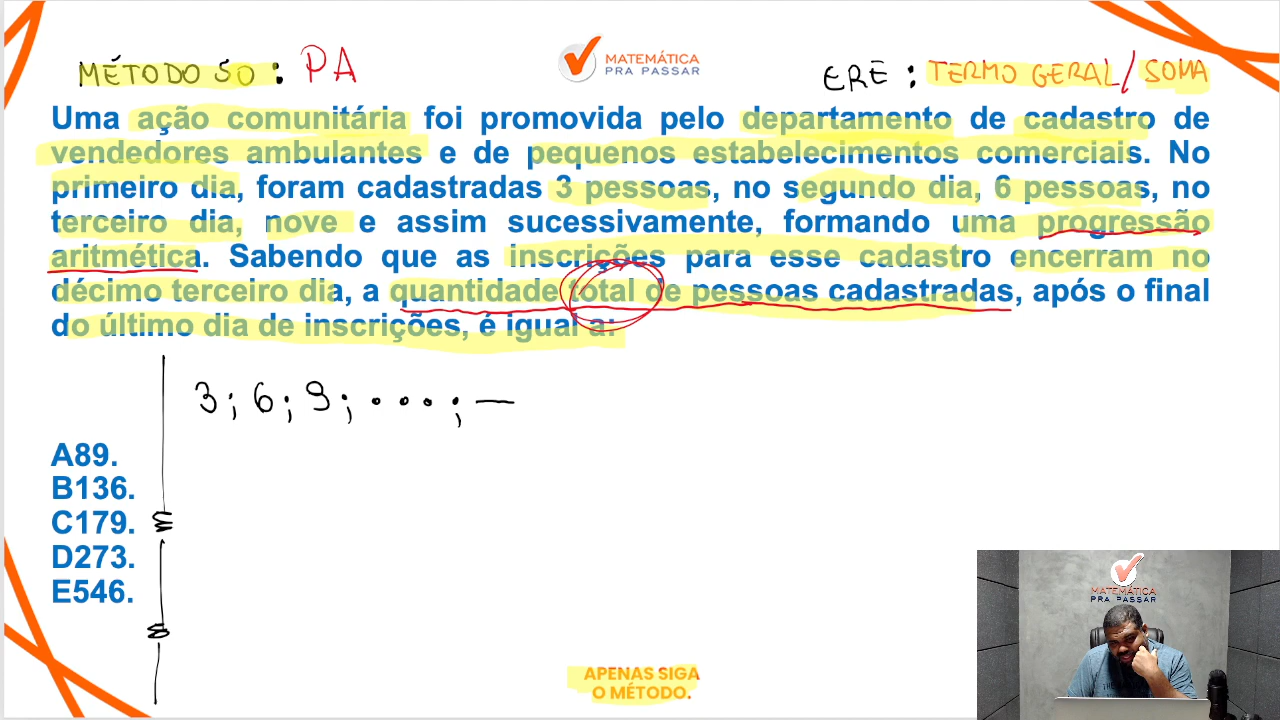 MÉTODO 50 : PA
MATEMÁTICA
PRA PASSAR
ERE : TERMO GERAL / SOMA
Uma ação comunitária foi promovida pelo departamento de cadastro de
vendedores ambulantes e de pequenos estabelecimentos comerciais. No
primeiro dia, foram cadastradas 3 pessoas, no segundo dia, 6 pessoas, no
terceiro dia, nove e assim sucessivamente, formando uma progressão
aritmética. Sabendo que as inscrições para esse cadastro encerram no
décimo terceiro dia, a quantidade total de pessoas cadastradas, após o final
do último dia de inscrições, é igual a:
3 ; 6 ; 9 ; . . . ; —
A89.
B136.
C179.
D273.
E546.
MATEMÁTICA
PRA PASSAR
APENAS SIGA
O MÉTODO.